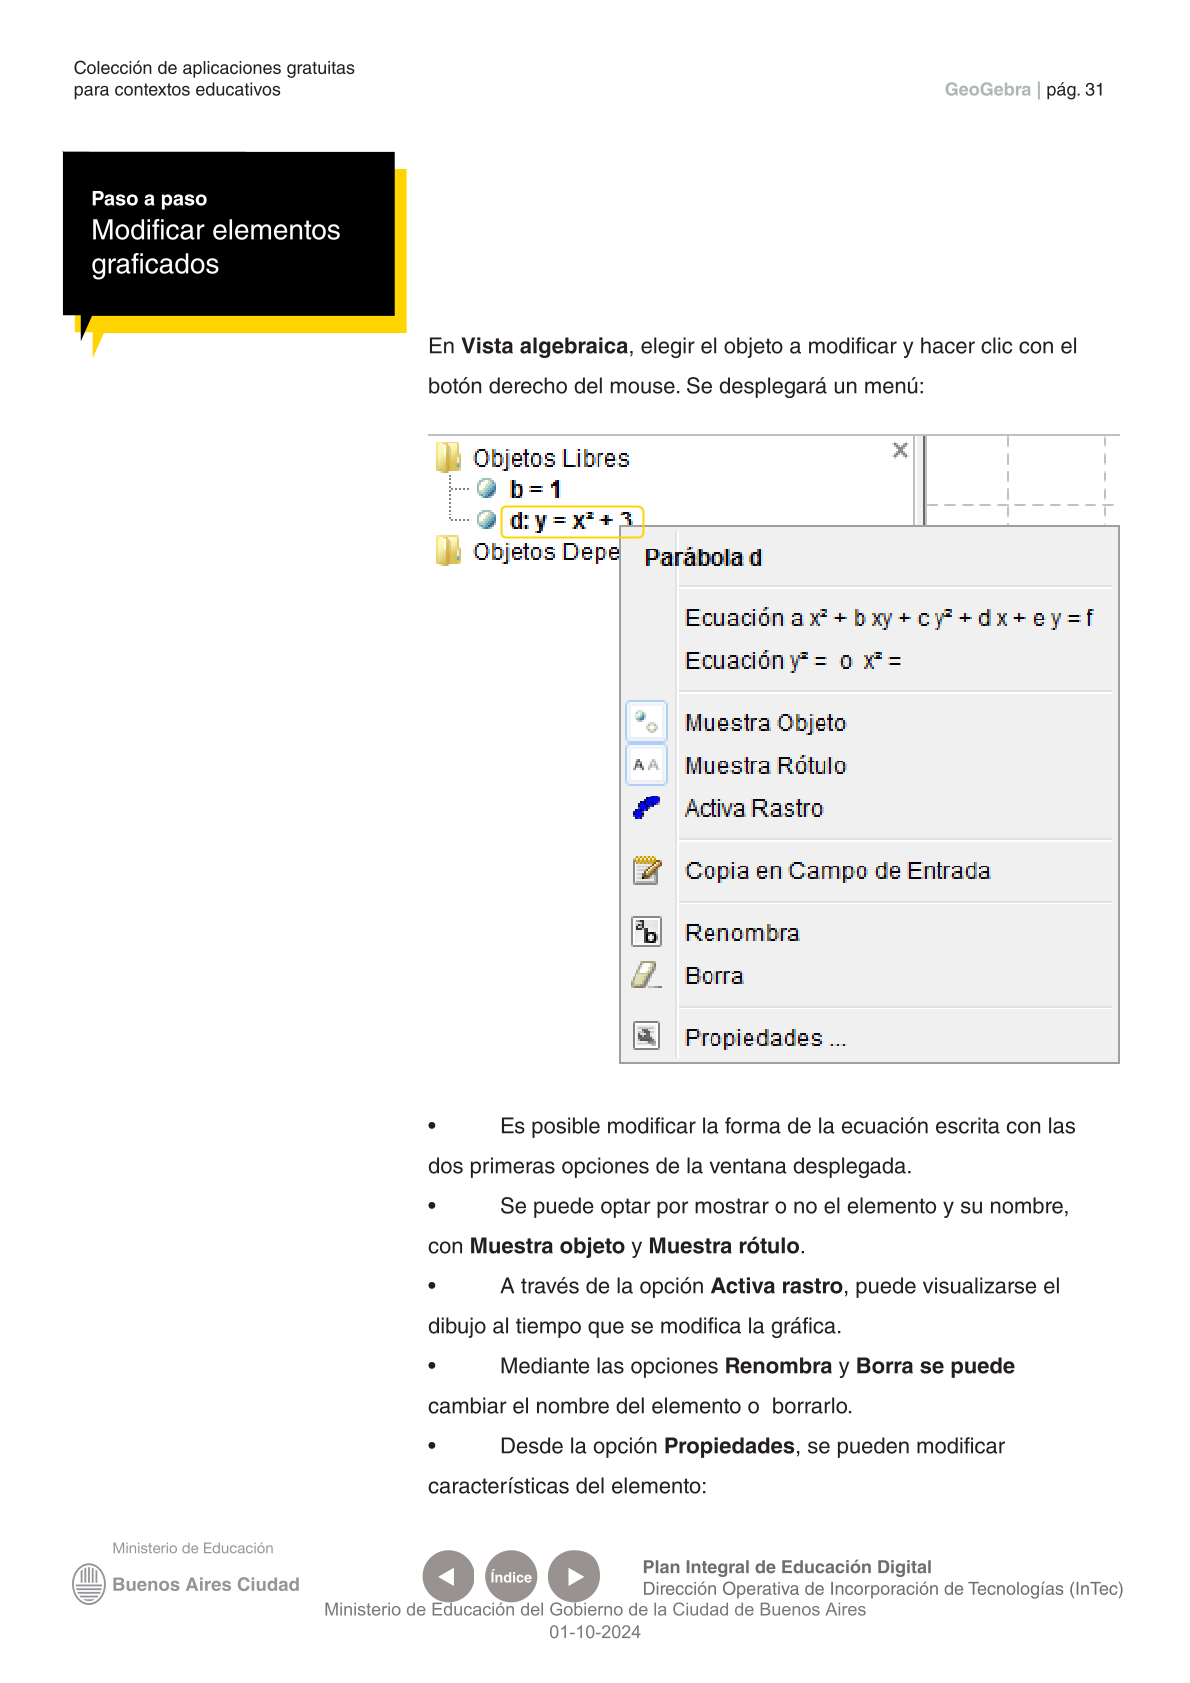 Colección de aplicaciones gratuitas
para contextos educativos
GeoGebra | pág. 31
Paso a paso
Modificar elementos
graficados
En Vista algebraica, elegir el objeto a modificar y hacer clic con el
botón derecho del mouse. Se desplegará un menú:
Objetos Libres
b = 1
d: y = x² + 3
Objetos Depe
Parábola d
Ecuación a x² + b xy + c y² + d x + e y = f
Ecuación y² =  o  x² =
Muestra Objeto
A A Muestra Rótulo
Activa Rastro
Copia en Campo de Entrada
ab Renombra
Borra
Propiedades ...
• Es posible modificar la forma de la ecuación escrita con las
dos primeras opciones de la ventana desplegada.
• Se puede optar por mostrar o no el elemento y su nombre,
con Muestra objeto y Muestra rótulo.
• A través de la opción Activa rastro, puede visualizarse el
dibujo al tiempo que se modifica la gráfica.
• Mediante las opciones Renombra y Borra se puede
cambiar el nombre del elemento o  borrarlo.
• Desde la opción Propiedades, se pueden modificar
características del elemento:
Ministerio de Educación
Buenos Aires Ciudad
Índice
Plan Integral de Educación Digital
Dirección Operativa de Incorporación de Tecnologías (InTec)
Ministerio de Educación del Gobierno de la Ciudad de Buenos Aires
01-10-2024